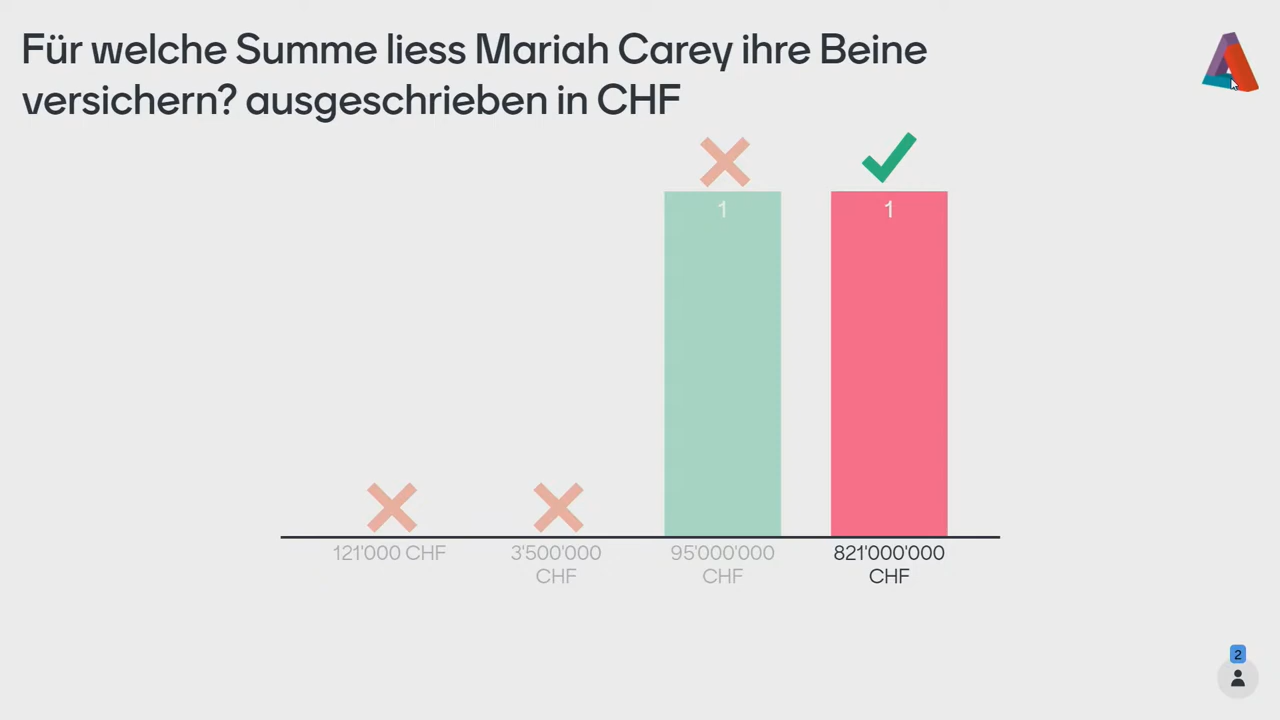 Für welche Summe liess Mariah Carey ihre Beine
versichern? ausgeschrieben in CHF
1
1
121'000 CHF
3'500'000
CHF
95'000'000
CHF
821'000'000
CHF
2